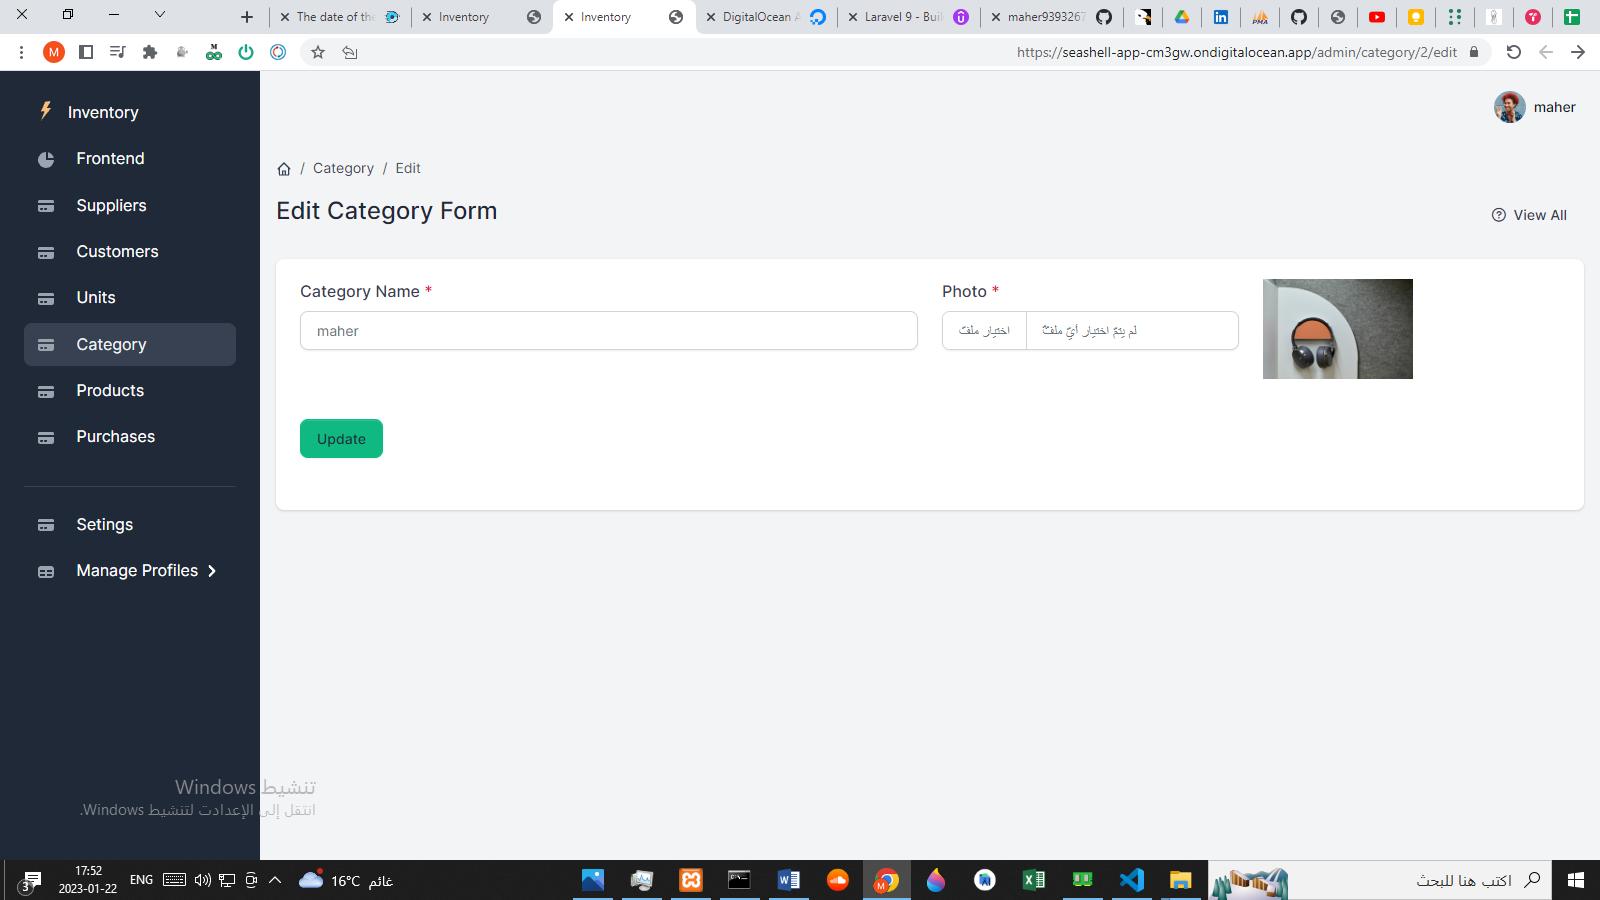 The date of the
Inventory
Inventory
DigitalOcean A
Laravel 9 - Buil
maher9393267
M
https://seashell-app-cm3gw.ondigitalocean.app/admin/category/2/edit
Inventory
Frontend
Suppliers
Customers
Units
Category
Products
Purchases
Setings
Manage Profiles
maher
/ Category / Edit
Edit Category Form
View All
Category Name *
maher
Photo *
اختيار ملف
لم يتمّ اختيار أيّ ملفّ
Update
تنشيط Windows
انتقل إلى الإعدادت لتنشيط Windows.
3
17:52
2023-01-22
ENG
16°C غائم
اكتب هنا للبحث